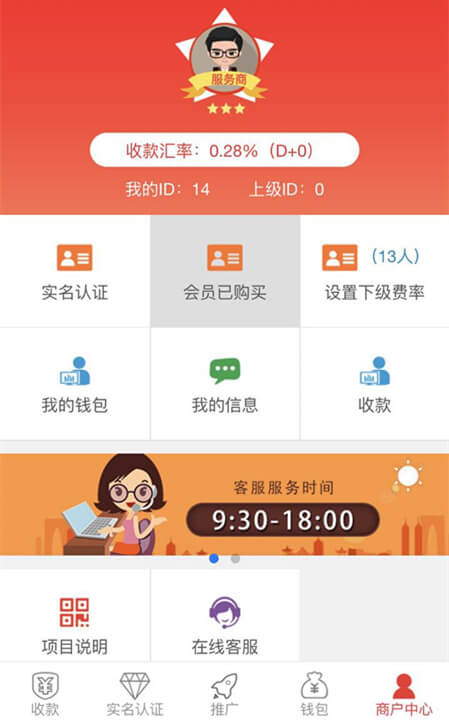 服务商
收款汇率：0.28%（D+0）
我的ID：14 上级ID：0
（13人）
实名认证 会员已购买 设置下级费率
我的钱包 我的信息 收款
客服服务时间
9:30-18:00
项目说明 在线客服
收款 实名认证 推广 钱包 商户中心